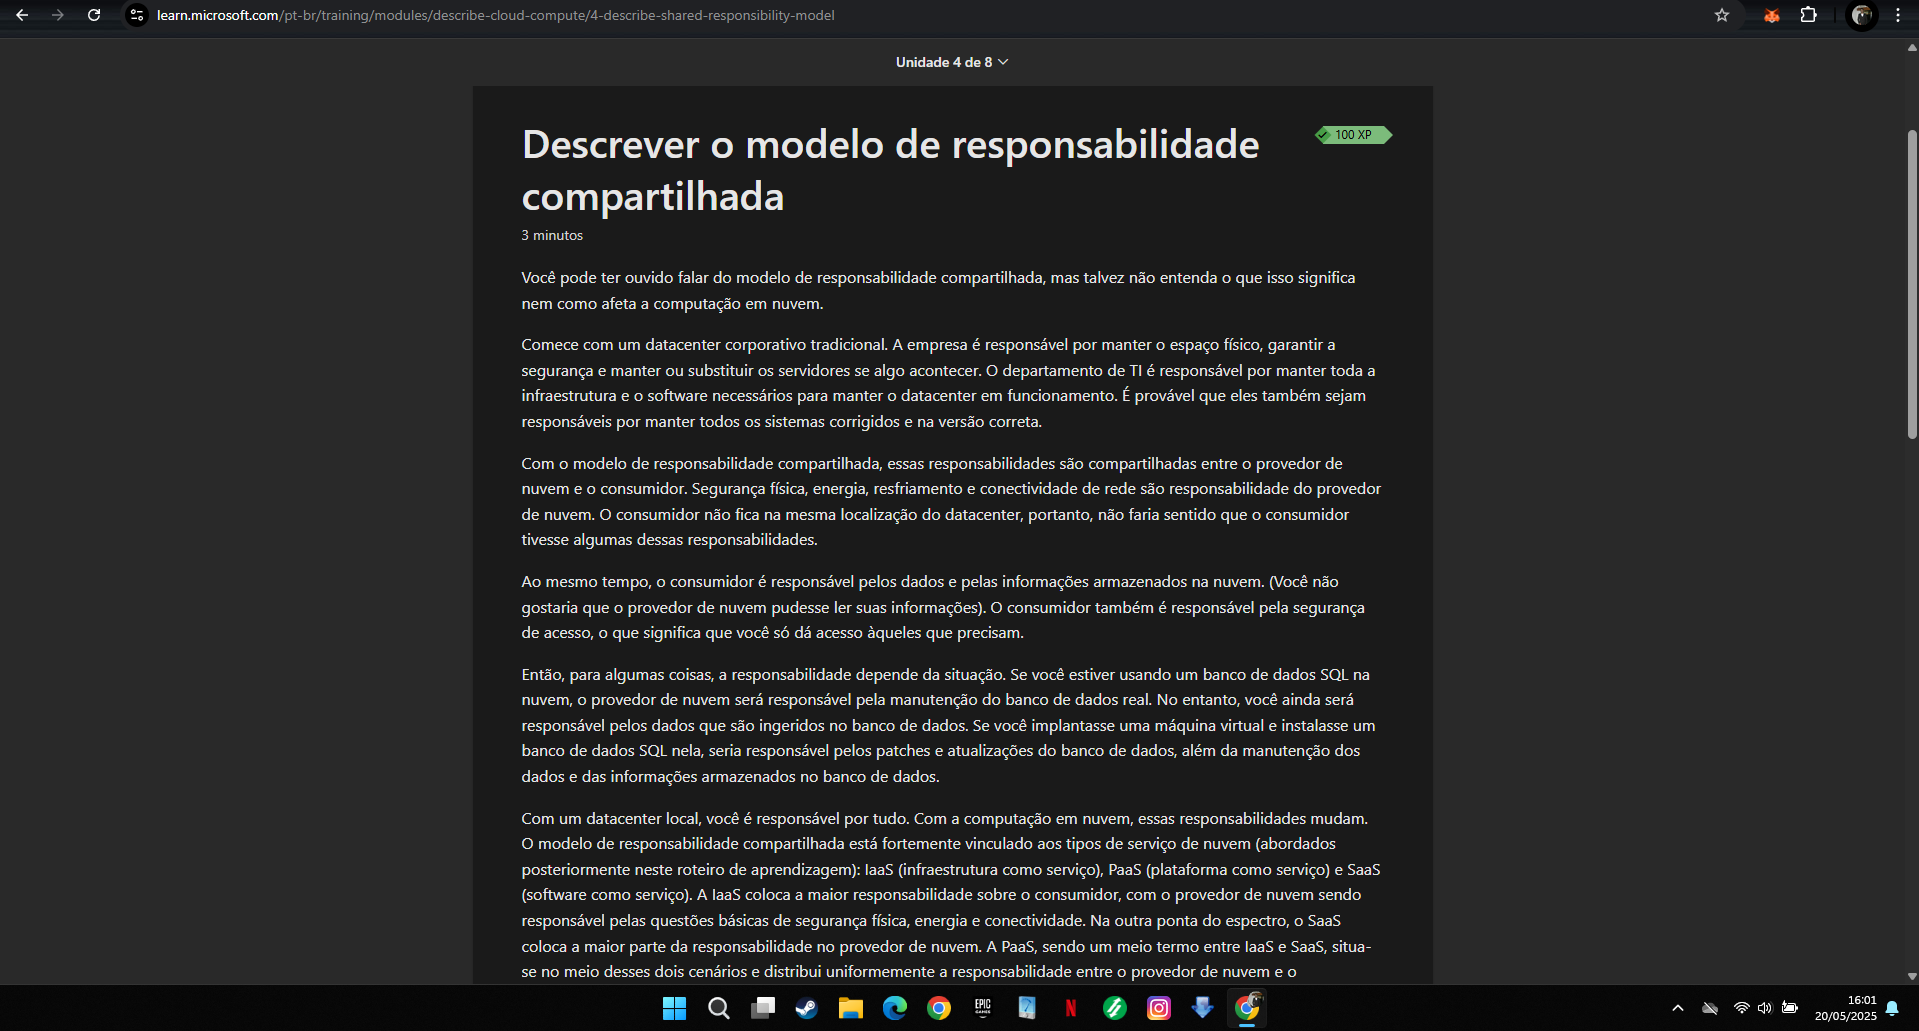 learn.microsoft.com/pt-br/training/modules/describe-cloud-compute/4-describe-shared-responsibility-model
Unidade 4 de 8
Descrever o modelo de responsabilidade
compartilhada
100 XP
3 minutos
Você pode ter ouvido falar do modelo de responsabilidade compartilhada, mas talvez não entenda o que isso significa
nem como afeta a computação em nuvem.
Comece com um datacenter corporativo tradicional. A empresa é responsável por manter o espaço físico, garantir a
segurança e manter ou substituir os servidores se algo acontecer. O departamento de TI é responsável por manter toda a
infraestrutura e o software necessários para manter o datacenter em funcionamento. É provável que eles também sejam
responsáveis por manter todos os sistemas corrigidos e na versão correta.
Com o modelo de responsabilidade compartilhada, essas responsabilidades são compartilhadas entre o provedor de
nuvem e o consumidor. Segurança física, energia, resfriamento e conectividade de rede são responsabilidade do provedor
de nuvem. O consumidor não fica na mesma localização do datacenter, portanto, não faria sentido que o consumidor
tivesse algumas dessas responsabilidades.
Ao mesmo tempo, o consumidor é responsável pelos dados e pelas informações armazenados na nuvem. (Você não
gostaria que o provedor de nuvem pudesse ler suas informações). O consumidor também é responsável pela segurança
de acesso, o que significa que você só dá acesso àqueles que precisam.
Então, para algumas coisas, a responsabilidade depende da situação. Se você estiver usando um banco de dados SQL na
nuvem, o provedor de nuvem será responsável pela manutenção do banco de dados real. No entanto, você ainda será
responsável pelos dados que são ingeridos no banco de dados. Se você implantasse uma máquina virtual e instalasse um
banco de dados SQL nela, seria responsável pelos patches e atualizações do banco de dados, além da manutenção dos
dados e das informações armazenados no banco de dados.
Com um datacenter local, você é responsável por tudo. Com a computação em nuvem, essas responsabilidades mudam.
O modelo de responsabilidade compartilhada está fortemente vinculado aos tipos de serviço de nuvem (abordados
posteriormente neste roteiro de aprendizagem): IaaS (infraestrutura como serviço), PaaS (plataforma como serviço) e SaaS
(software como serviço). A IaaS coloca a maior responsabilidade sobre o consumidor, com o provedor de nuvem sendo
responsável pelas questões básicas de segurança física, energia e conectividade. Na outra ponta do espectro, o SaaS
coloca a maior parte da responsabilidade no provedor de nuvem. A PaaS, sendo um meio termo entre IaaS e SaaS, situa-
se no meio desses dois cenários e distribui uniformemente a responsabilidade entre o provedor de nuvem e o
EPIC
GAMES
16:01
20/05/2025